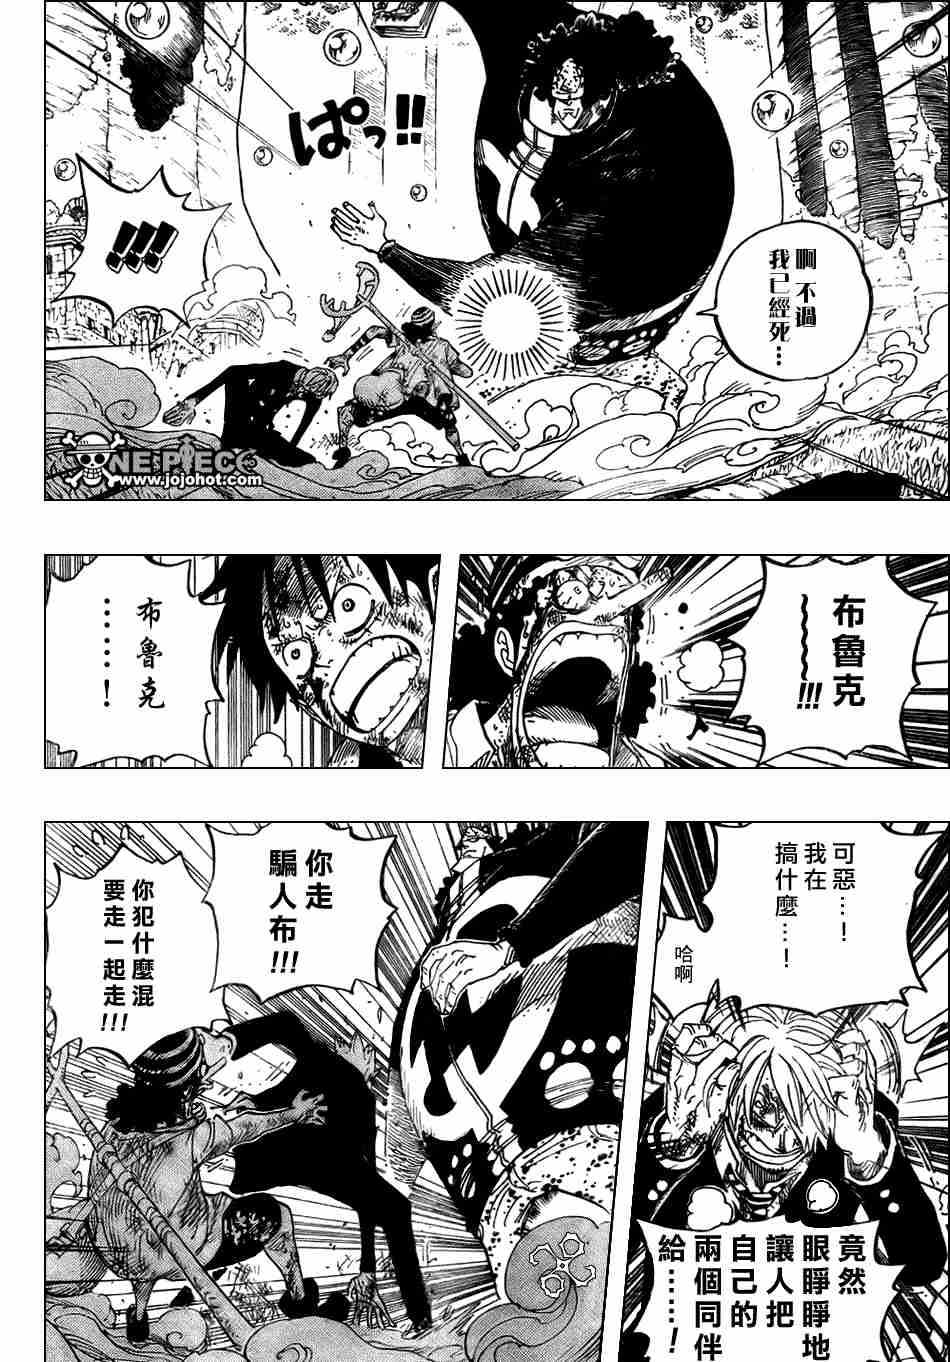 啊 不過
我已經死…
ぱっ!!
!!!
ONE PIECE
www.jojohot.com
布魯克
~~~!!!
布魯克
……!
可惡…!
我在
搞什麼…!
哈啊
竟然
眼睜睜地
讓人把
自己的
兩個同伴
給……!
你走
騙人布!!!
你犯什麼混
要走一起走!!!